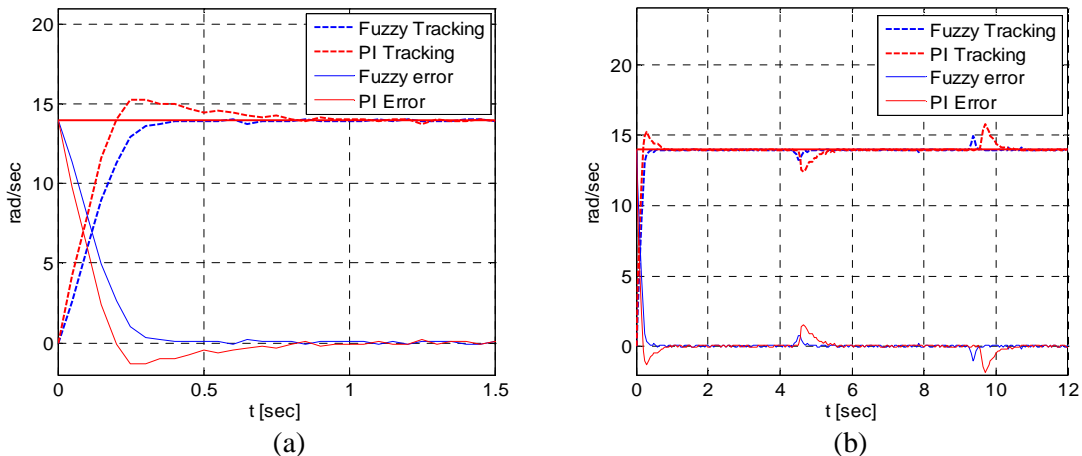 20
15
10
5
0
rad/sec
0
0.5
1
1.5
t [sec]
Fuzzy Tracking
PI Tracking
Fuzzy error
PI Error
(a)
20
15
10
5
0
rad/sec
0
2
4
6
8
10
12
t [sec]
Fuzzy Tracking
PI Tracking
Fuzzy error
PI Error
(b)